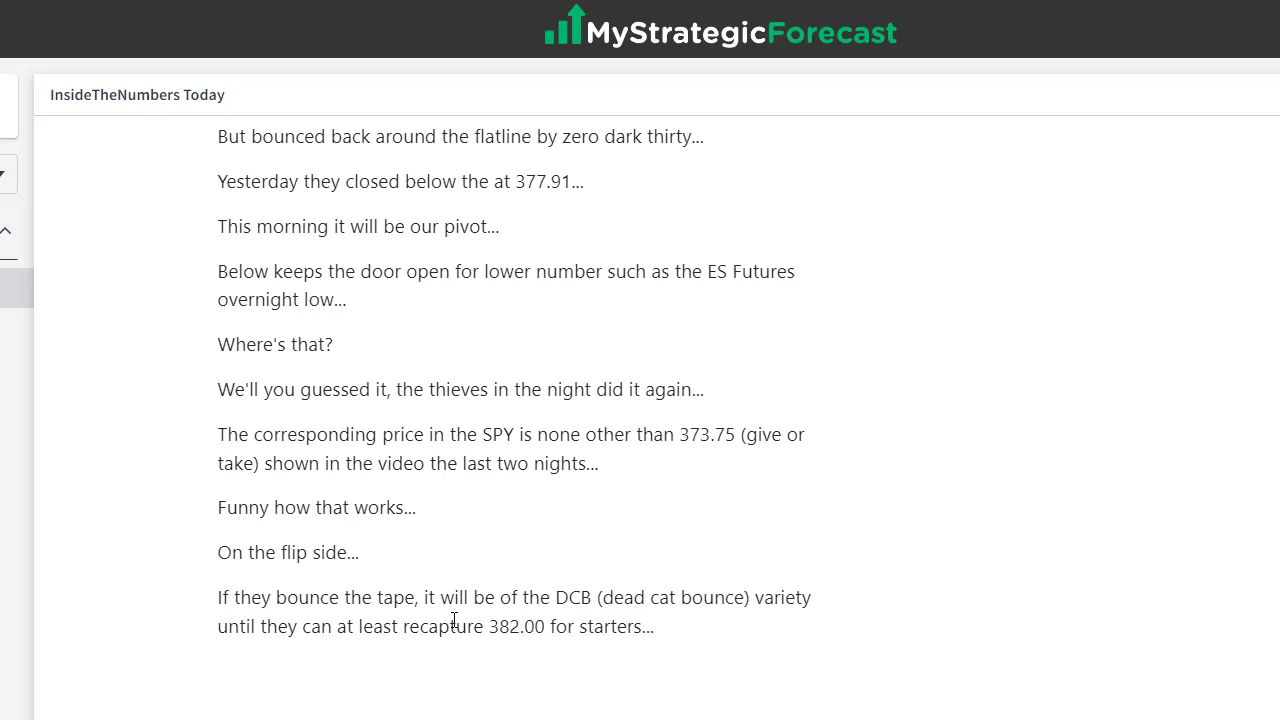 MyStrategicForecast
InsideTheNumbers Today
But bounced back around the flatline by zero dark thirty...
Yesterday they closed below the at 377.91...
This morning it will be our pivot...
Below keeps the door open for lower number such as the ES Futures
overnight low...
Where's that?
We'll you guessed it, the thieves in the night did it again...
The corresponding price in the SPY is none other than 373.75 (give or
take) shown in the video the last two nights...
Funny how that works...
On the flip side...
If they bounce the tape, it will be of the DCB (dead cat bounce) variety
until they can at least recapture 382.00 for starters...